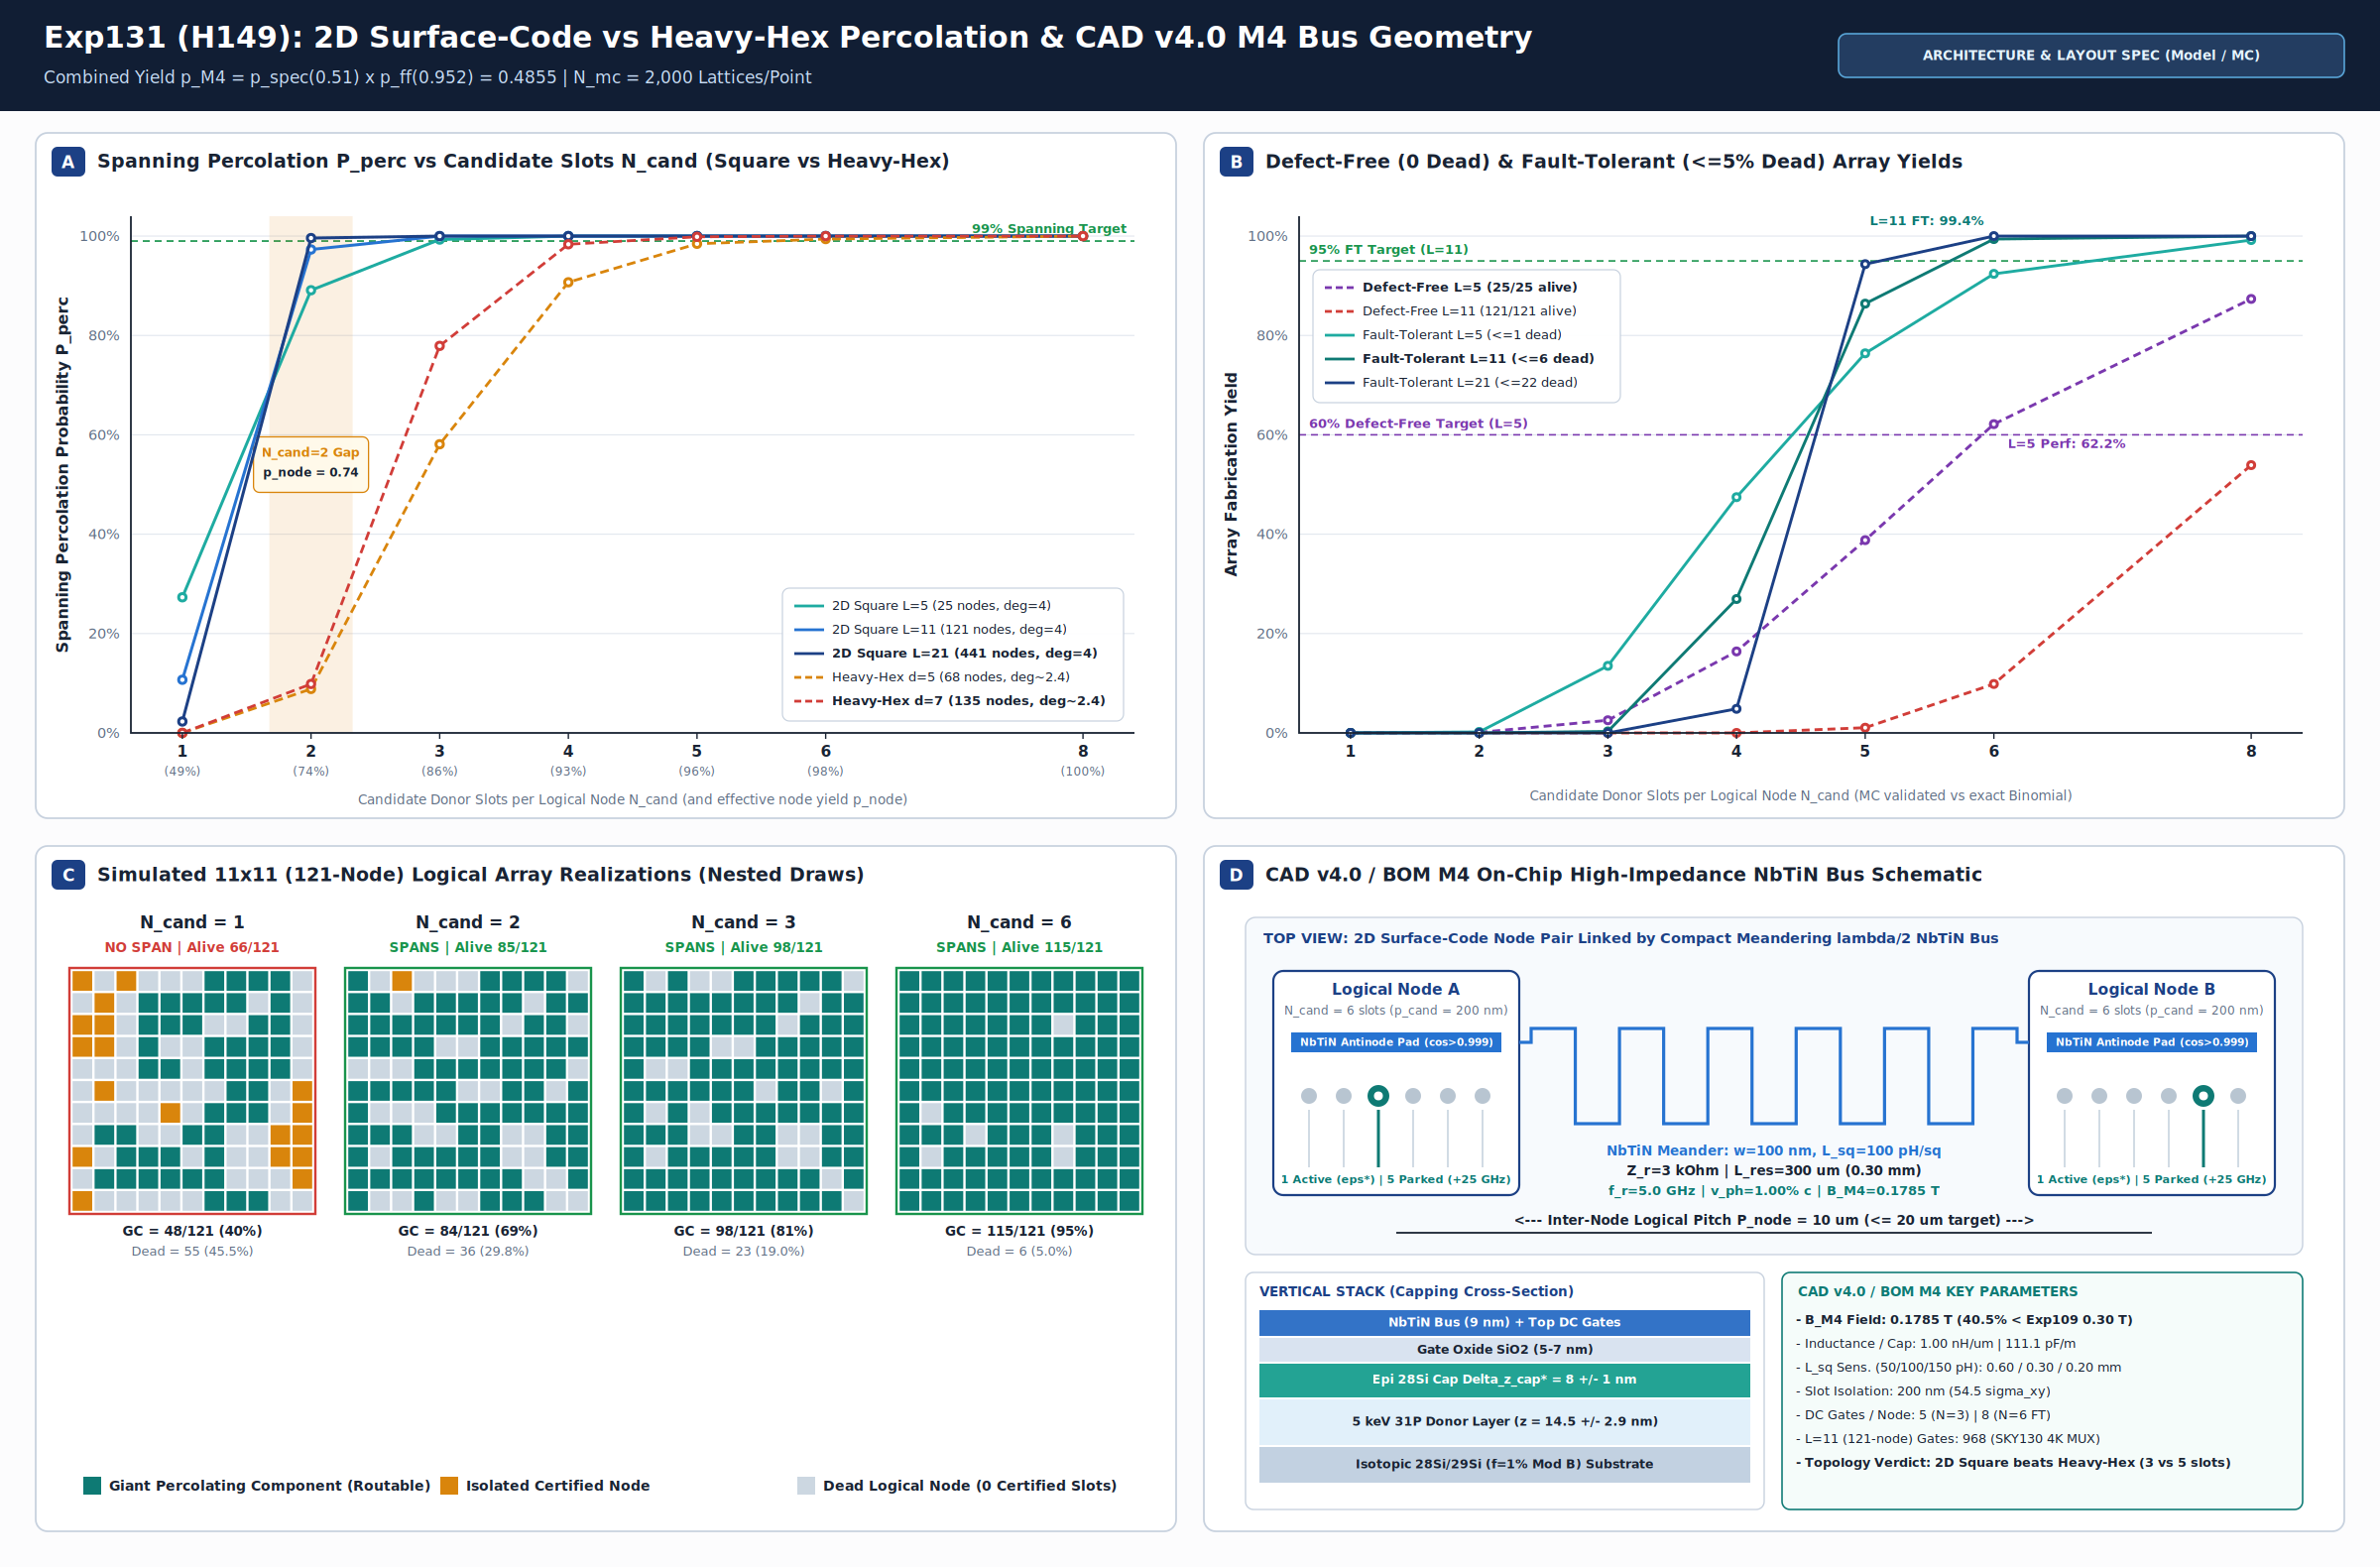 Exp131 (H149): 2D Surface-Code vs Heavy-Hex Percolation & CAD v4.0 M4 Bus Geometry
Combined Yield p_M4 = p_spec(0.51) x p_ff(0.952) = 0.4855 | N_mc = 2,000 Lattices/Point
ARCHITECTURE & LAYOUT SPEC (Model / MC)
A
Spanning Percolation P_perc vs Candidate Slots N_cand (Square vs Heavy-Hex)
Spanning Percolation Probability P_perc
100%
80%
60%
40%
20%
0%
99% Spanning Target
N_cand=2 Gap
p_node = 0.74
2D Square L=5 (25 nodes, deg=4)
2D Square L=11 (121 nodes, deg=4)
2D Square L=21 (441 nodes, deg=4)
Heavy-Hex d=5 (68 nodes, deg~2.4)
Heavy-Hex d=7 (135 nodes, deg~2.4)
1 2 3 4 5 6 8
(49%) (74%) (86%) (93%) (96%) (98%) (100%)
Candidate Donor Slots per Logical Node N_cand (and effective node yield p_node)
B
Defect-Free (0 Dead) & Fault-Tolerant (<=5% Dead) Array Yields
Array Fabrication Yield
100%
80%
60%
40%
20%
0%
L=11 FT: 99.4%
95% FT Target (L=11)
Defect-Free L=5 (25/25 alive)
Defect-Free L=11 (121/121 alive)
Fault-Tolerant L=5 (<=1 dead)
Fault-Tolerant L=11 (<=6 dead)
Fault-Tolerant L=21 (<=22 dead)
60% Defect-Free Target (L=5)
L=5 Perf: 62.2%
1 2 3 4 5 6 8
Candidate Donor Slots per Logical Node N_cand (MC validated vs exact Binomial)
C
Simulated 11x11 (121-Node) Logical Array Realizations (Nested Draws)
N_cand = 1
NO SPAN | Alive 66/121
GC = 48/121 (40%)
Dead = 55 (45.5%)
N_cand = 2
SPANS | Alive 85/121
GC = 84/121 (69%)
Dead = 36 (29.8%)
N_cand = 3
SPANS | Alive 98/121
GC = 98/121 (81%)
Dead = 23 (19.0%)
N_cand = 6
SPANS | Alive 115/121
GC = 115/121 (95%)
Dead = 6 (5.0%)
Giant Percolating Component (Routable)
Isolated Certified Node
Dead Logical Node (0 Certified Slots)
D
CAD v4.0 / BOM M4 On-Chip High-Impedance NbTiN Bus Schematic
TOP VIEW: 2D Surface-Code Node Pair Linked by Compact Meandering lambda/2 NbTiN Bus
Logical Node A
N_cand = 6 slots (p_cand = 200 nm)
NbTiN Antinode Pad (cos>0.999)
1 Active (eps*) | 5 Parked (+25 GHz)
Logical Node B
N_cand = 6 slots (p_cand = 200 nm)
NbTiN Antinode Pad (cos>0.999)
1 Active (eps*) | 5 Parked (+25 GHz)
NbTiN Meander: w=100 nm, L_sq=100 pH/sq
Z_r=3 kOhm | L_res=300 um (0.30 mm)
f_r=5.0 GHz | v_ph=1.00% c | B_M4=0.1785 T
<--- Inter-Node Logical Pitch P_node = 10 um (<= 20 um target) --->
VERTICAL STACK (Capping Cross-Section)
NbTiN Bus (9 nm) + Top DC Gates
Gate Oxide SiO2 (5-7 nm)
Epi 28Si Cap Delta_z_cap* = 8 +/- 1 nm
5 keV 31P Donor Layer (z = 14.5 +/- 2.9 nm)
Isotopic 28Si/29Si (f=1% Mod B) Substrate
CAD v4.0 / BOM M4 KEY PARAMETERS
- B_M4 Field: 0.1785 T (40.5% < Exp109 0.30 T)
- Inductance / Cap: 1.00 nH/um | 111.1 pF/m
- L_sq Sens. (50/100/150 pH): 0.60 / 0.30 / 0.20 mm
- Slot Isolation: 200 nm (54.5 sigma_xy)
- DC Gates / Node: 5 (N=3) | 8 (N=6 FT)
- L=11 (121-node) Gates: 968 (SKY130 4K MUX)
- Topology Verdict: 2D Square beats Heavy-Hex (3 vs 5 slots)